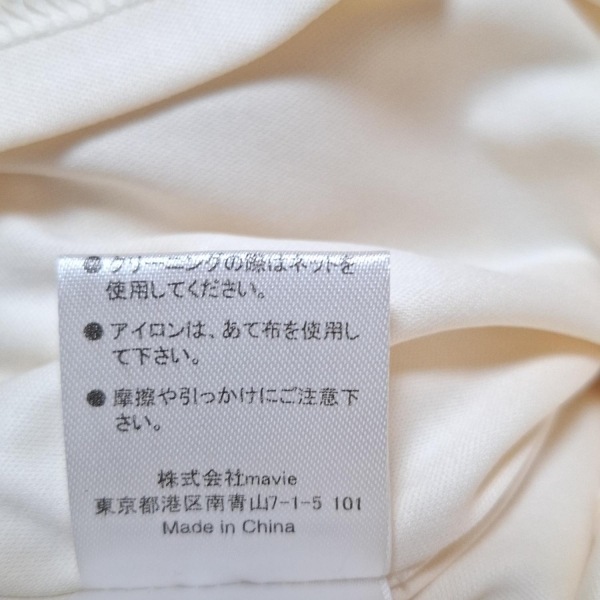 ●クリーニングの際はネットを
使用してください。
●アイロンは、あて布を使用し
て下さい。
●摩擦や引っかけにご注意下
さい。
株式会社mavie
東京都港区南青山7-1-5 101
Made in China